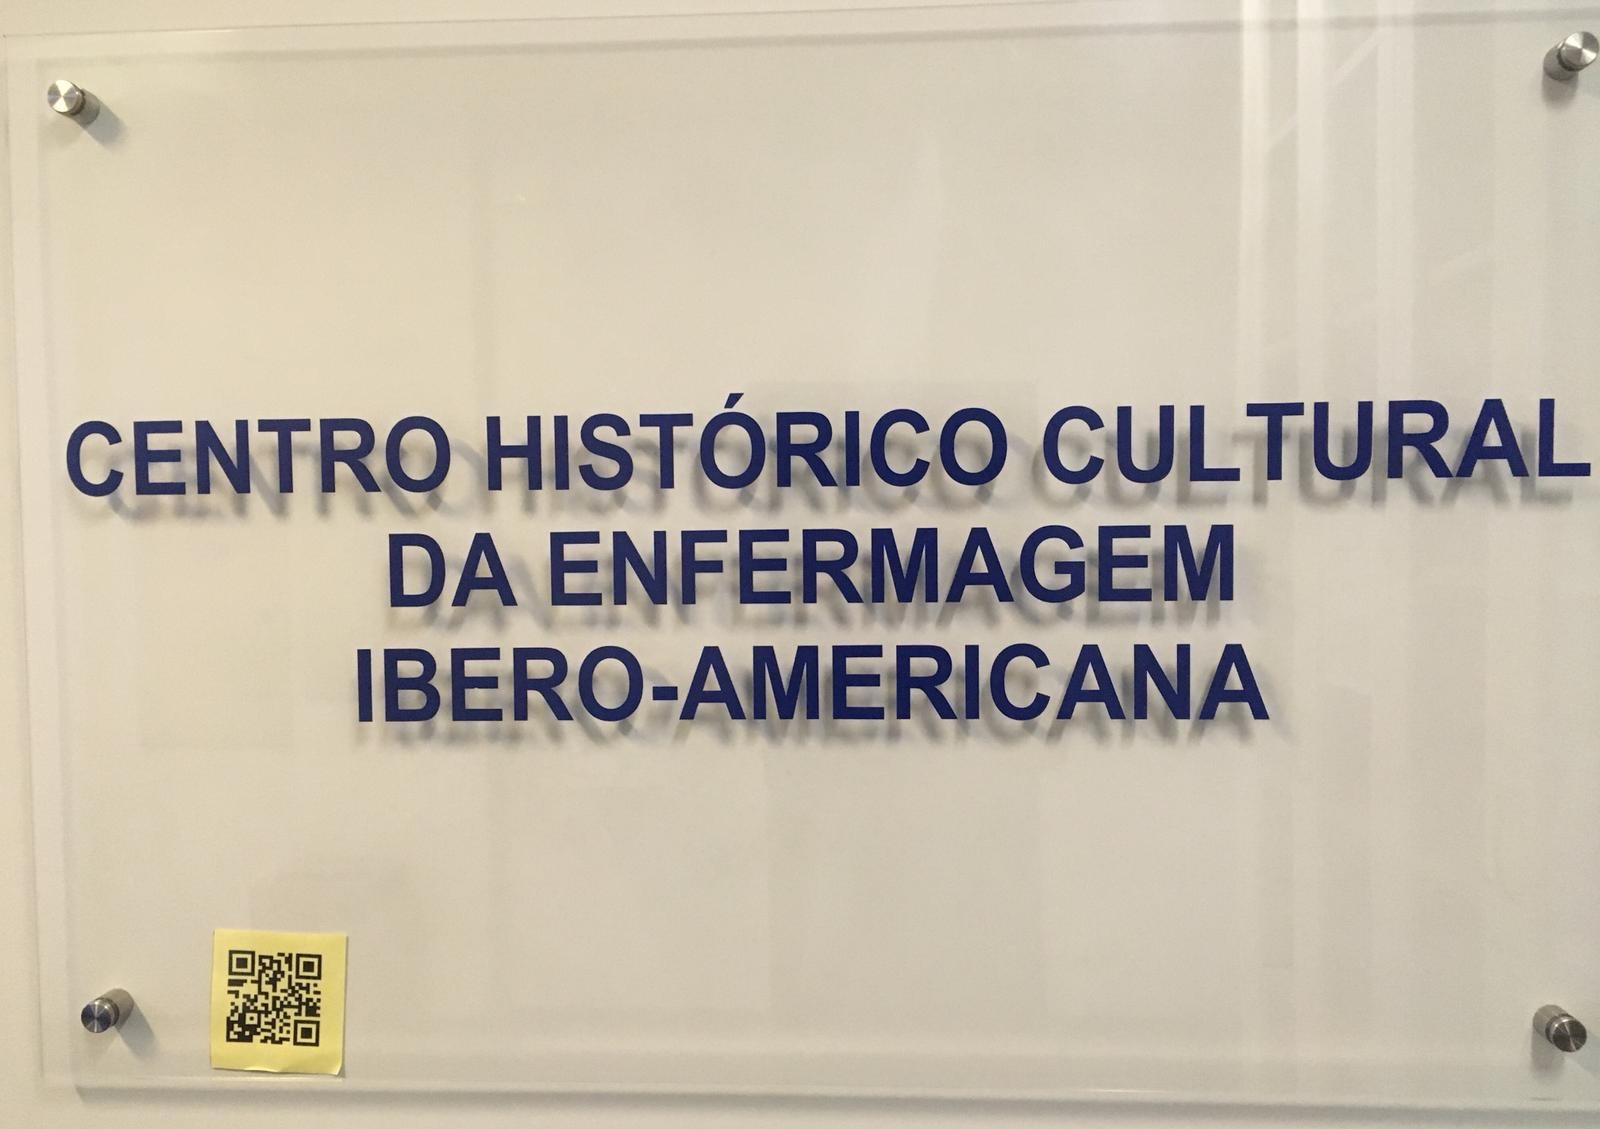 CENTRO HISTÓRICO CULTURAL
DA ENFERMAGEM
IBERO-AMERICANA